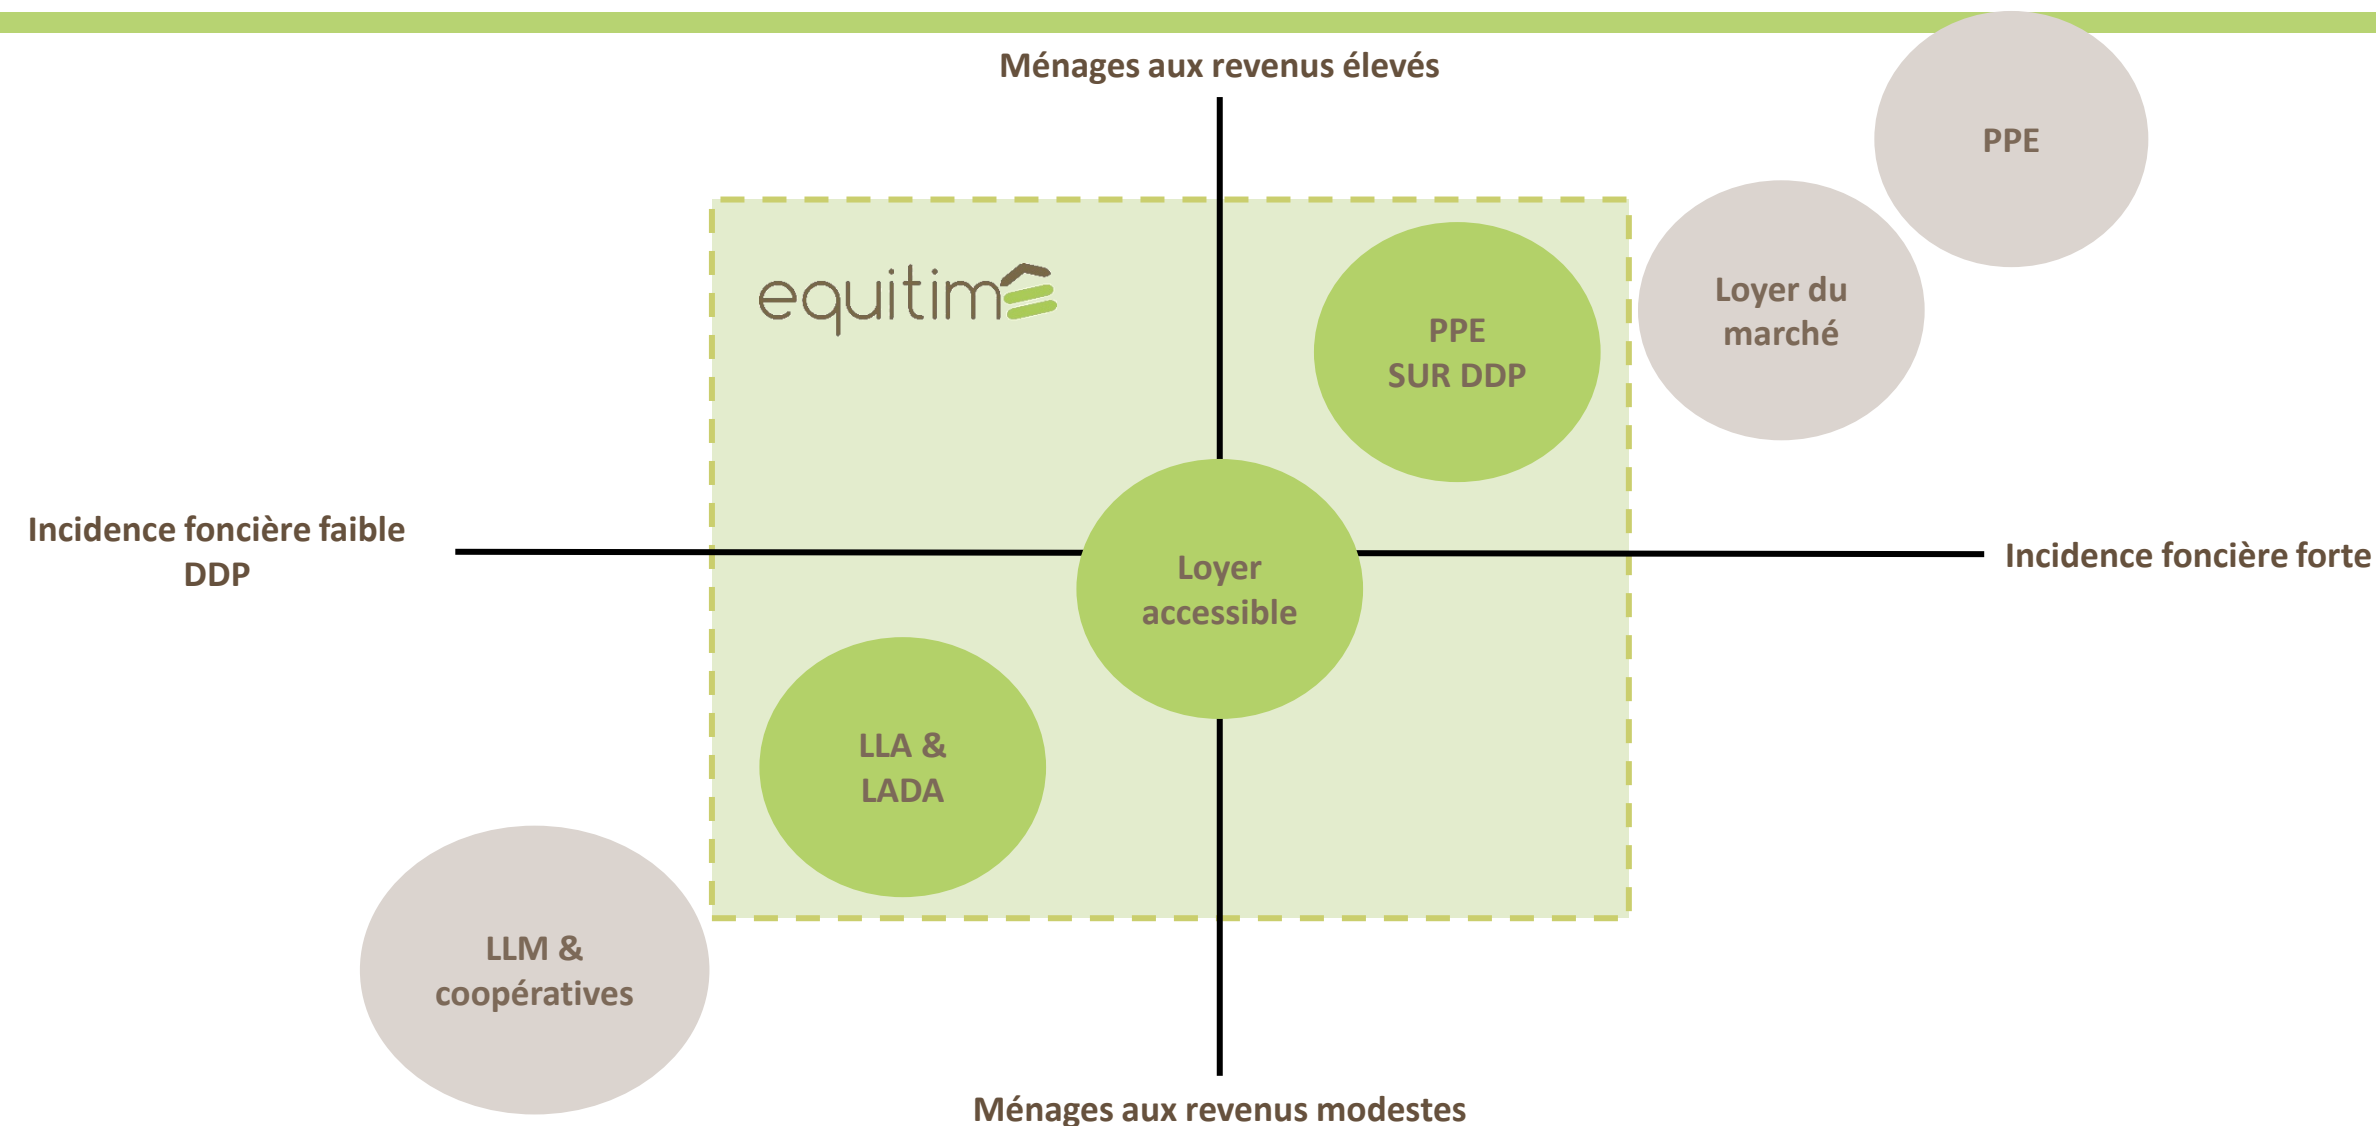 Ménages aux revenus élevés
PPE
equitim
Loyer du
marché
PPE
SUR DDP
Incidence foncière faible
DDP
Incidence foncière forte
Loyer
accessible
LLA &
LADA
LLM &
coopératives
Ménages aux revenus modestes